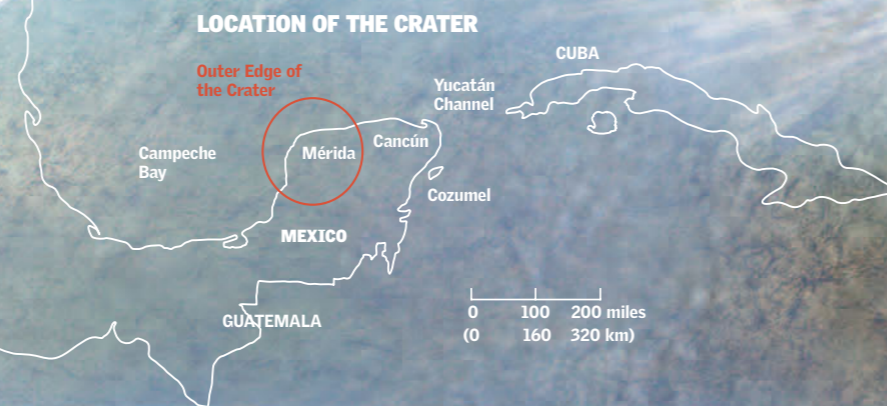 LOCATION OF THE CRATER
CUBA
Outer Edge of
the Crater
Yucatán
Channel
Cancún
Campeche
Bay
Mérida
Cozumel
MEXICO
0 100 200 miles
GUATEMALA
(0 160 320 km)